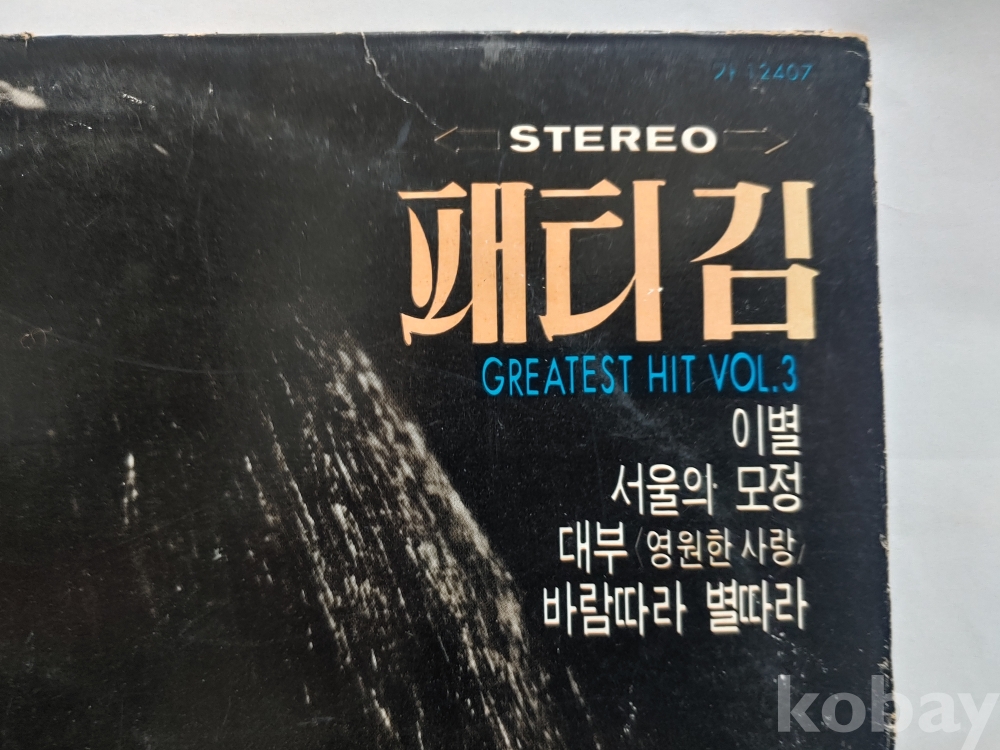 12407
STEREO
패티김
GREATEST HIT VOL.3
이별
서울의 모정
대부 (영원한 사랑)
바람따라 별따라
kobay